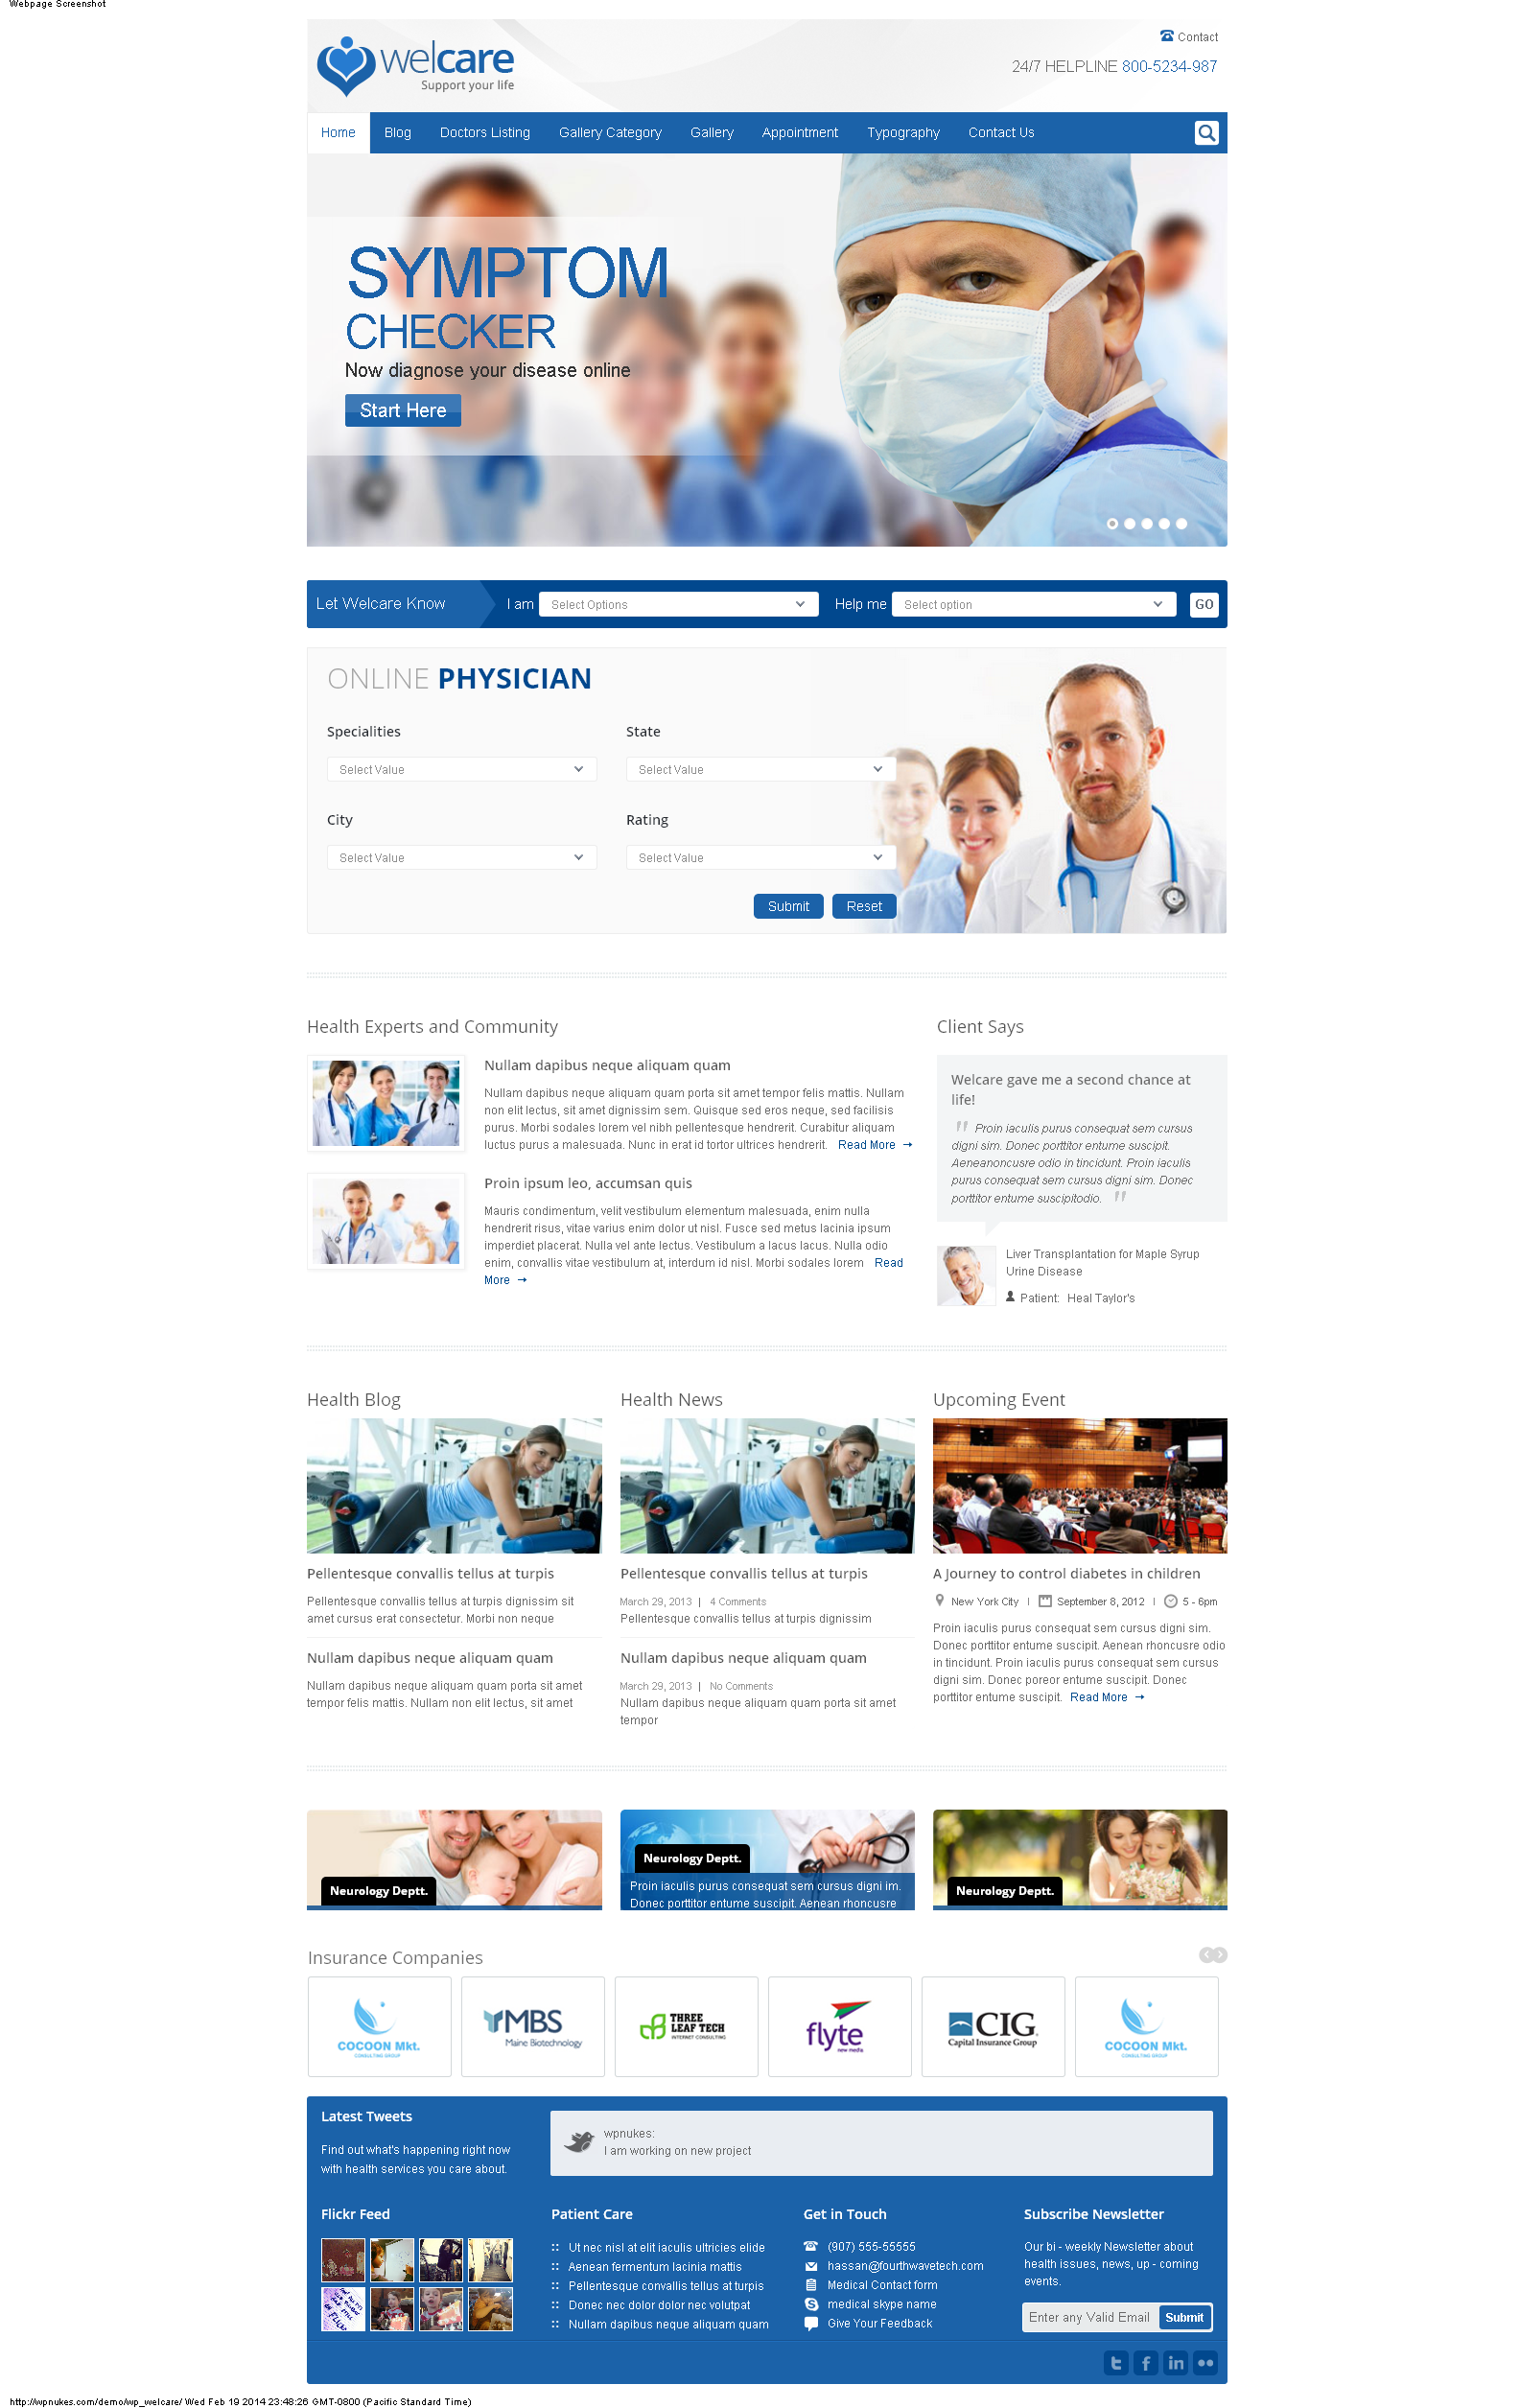 Webpage Screenshot
welcare
Support your life
Contact
24/7 HELPLINE 800-5234-987
Home Blog Doctors Listing Gallery Category Gallery Appointment Typography Contact Us
SYMPTOM
CHECKER
Now diagnose your disease online
Start Here
Let Welcare Know I am Select Options Help me Select option GO
ONLINE PHYSICIAN
Specialities State
Select Value Select Value
City Rating
Select Value Select Value
Submit Reset
Health Experts and Community
Nullam dapibus neque aliquam quam
Nullam dapibus neque aliquam quam porta sit amet tempor felis mattis. Nullam
non elit lectus, sit amet dignissim sem. Quisque sed eros neque, sed facilisis
purus. Morbi sodales lorem vel nibh pellentesque hendrerit. Curabitur aliquam
luctus purus a malesuada. Nunc in erat id tortor ultrices hendrerit. Read More →
Proin ipsum leo, accumsan quis
Mauris condimentum, velit vestibulum elementum malesuada, enim nulla
hendrerit risus, vitae varius enim dolor ut nisl. Fusce sed metus lacinia ipsum
imperdiet placerat. Nulla vel ante lectus. Vestibulum a lacus lacus. Nulla odio
enim, convallis vitae vestibulum at, interdum id nisl. Morbi sodales lorem Read
More →
Client Says
Welcare gave me a second chance at
life!
" Proin iaculis purus consequat sem cursus
digni sim. Donec porttitor entume suscipit.
Aeneanoncusre odio in tincidunt. Proin iaculis
purus consequat sem cursus digni sim. Donec
porttitor entume suscipitodio. "
Liver Transplantation for Maple Syrup
Urine Disease
Patient: Heal Taylor's
Health Blog
Pellentesque convallis tellus at turpis
Pellentesque convallis tellus at turpis dignissim sit
amet cursus erat consectetur. Morbi non neque
Nullam dapibus neque aliquam quam
Nullam dapibus neque aliquam quam porta sit amet
tempor felis mattis. Nullam non elit lectus, sit amet
Health News
Pellentesque convallis tellus at turpis
March 29, 2013 | 4 Comments
Pellentesque convallis tellus at turpis dignissim
Nullam dapibus neque aliquam quam
March 29, 2013 | No Comments
Nullam dapibus neque aliquam quam porta sit amet
tempor
Upcoming Event
A Journey to control diabetes in children
New York City | September 8, 2012 | 5 - 6pm
Proin iaculis purus consequat sem cursus digni sim.
Donec porttitor entume suscipit. Aenean rhoncusre odio
in tincidunt. Proin iaculis purus consequat sem cursus
digni sim. Donec poreor entume suscipit. Donec
porttitor entume suscipit. Read More →
Neurology Deptt.
Neurology Deptt.
Proin iaculis purus consequat sem cursus digni im.
Donec porttitor entume suscipit. Aenean rhoncusre
Neurology Deptt.
Insurance Companies
COCOON Mkt.
CONSULTING GROUP
MBS
Maine Biotechnology
THREE
LEAF TECH
INTERNET CONSULTING
flyte
new media
CIG
Capital Insurance Group
COCOON Mkt.
CONSULTING GROUP
Latest Tweets
Find out what's happening right now
with health services you care about.
wpnukes:
I am working on new project
Flickr Feed
Patient Care
Ut nec nisl at elit iaculis ultricies elide
Aenean fermentum lacinia mattis
Pellentesque convallis tellus at turpis
Donec nec dolor dolor nec volutpat
Nullam dapibus neque aliquam quam
Get in Touch
(907) 555-55555
hassan@fourthwavetech.com
Medical Contact form
medical skype name
Give Your Feedback
Subscribe Newsletter
Our bi - weekly Newsletter about
health issues, news, up - coming
events.
Enter any Valid Email Submit
http://wpnukes.com/demo/wp_welcare/ Wed Feb 19 2014 23:48:26 GMT-0800 (Pacific Standard Time)